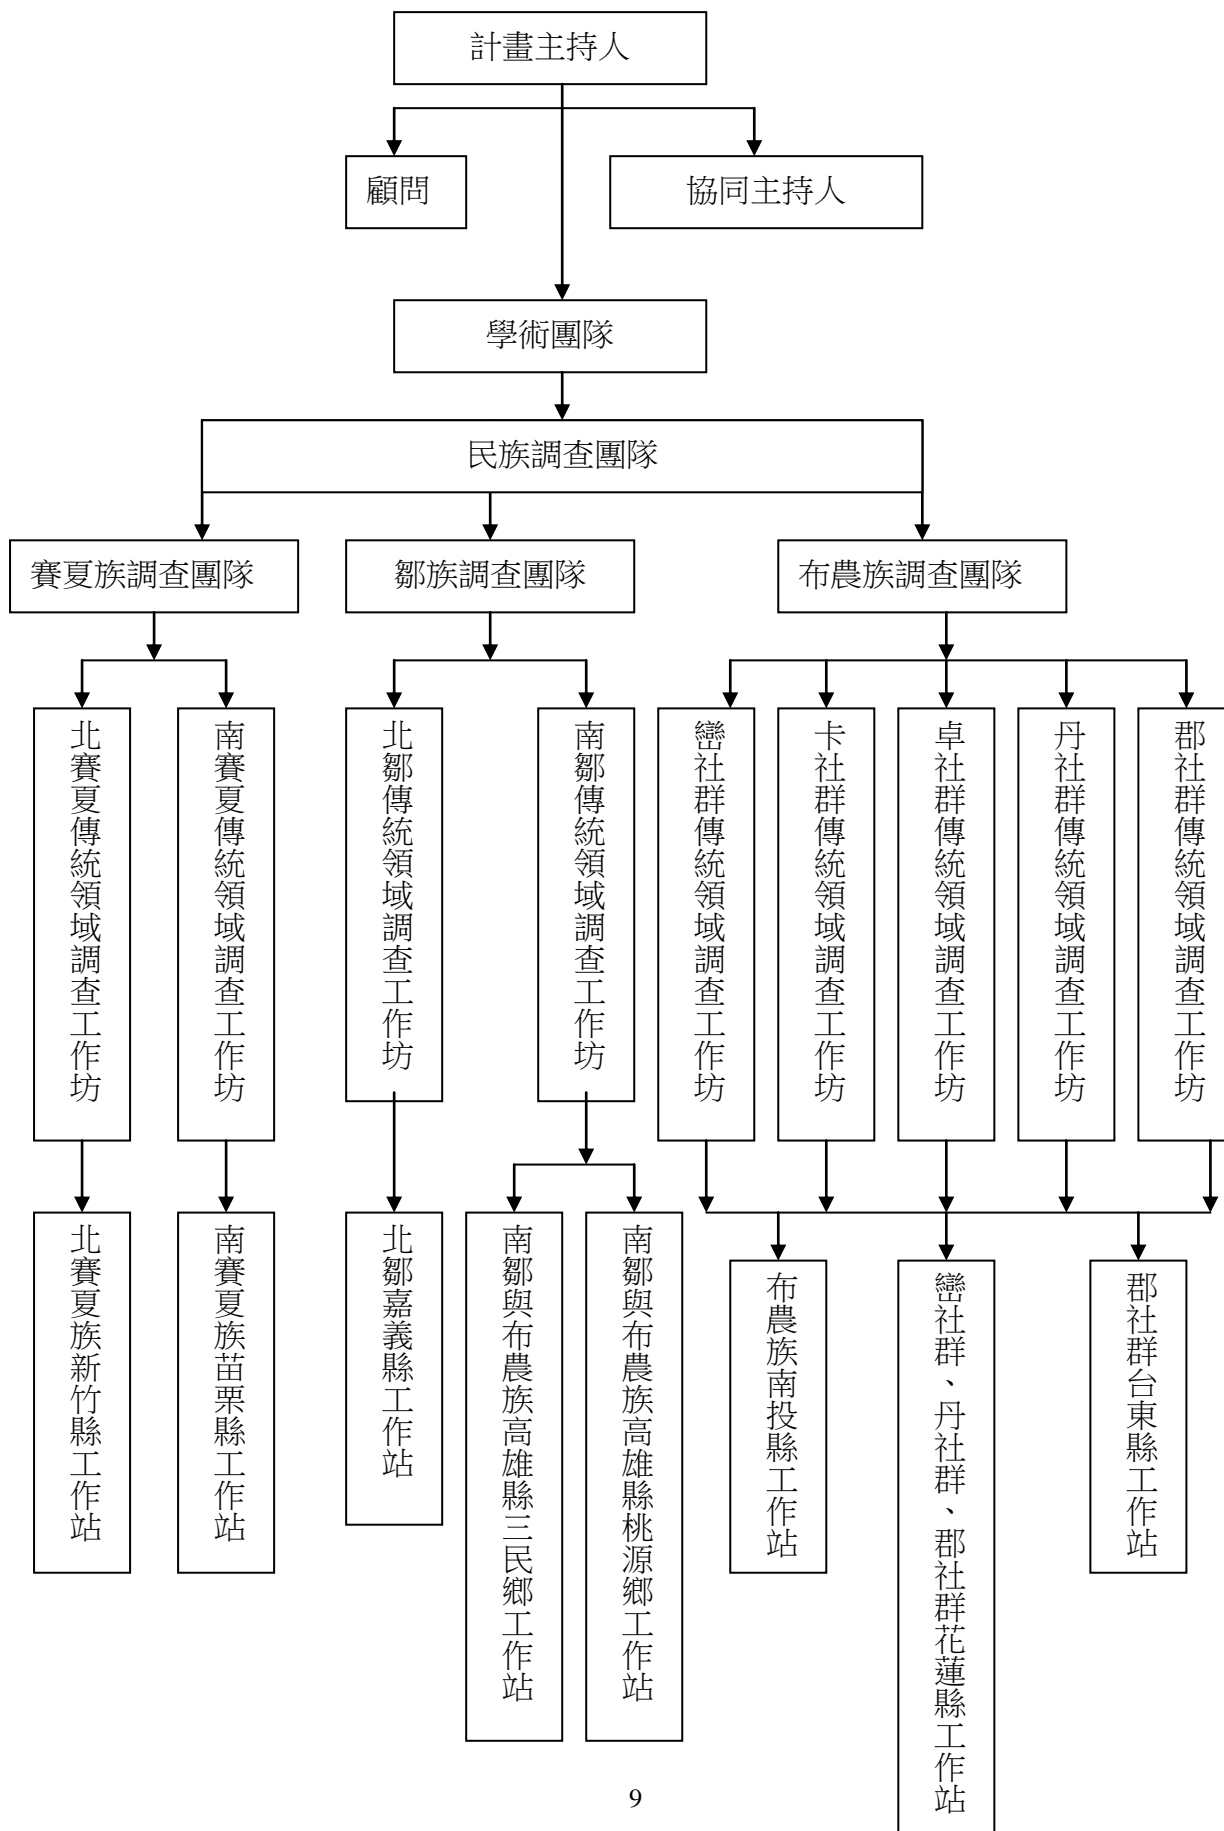 計畫主持人
顧問
協同主持人
學術團隊
民族調查團隊
賽夏族調查團隊
鄒族調查團隊
布農族調查團隊
北賽夏傳統領域調查工作坊
南賽夏傳統領域調查工作坊
北鄒傳統領域調查工作坊
南鄒傳統領域調查工作坊
巒社群傳統領域調查工作坊
卡社群傳統領域調查工作坊
卓社群傳統領域調查工作坊
丹社群傳統領域調查工作坊
郡社群傳統領域調查工作坊
北賽夏族新竹縣工作站
南賽夏族苗栗縣工作站
北鄒嘉義縣工作站
南鄒與布農族高雄縣三民鄉工作站
南鄒與布農族高雄縣桃源鄉工作站
布農族南投縣工作站
巒社群、丹社群、郡社群花蓮縣工作站
郡社群台東縣工作站
9